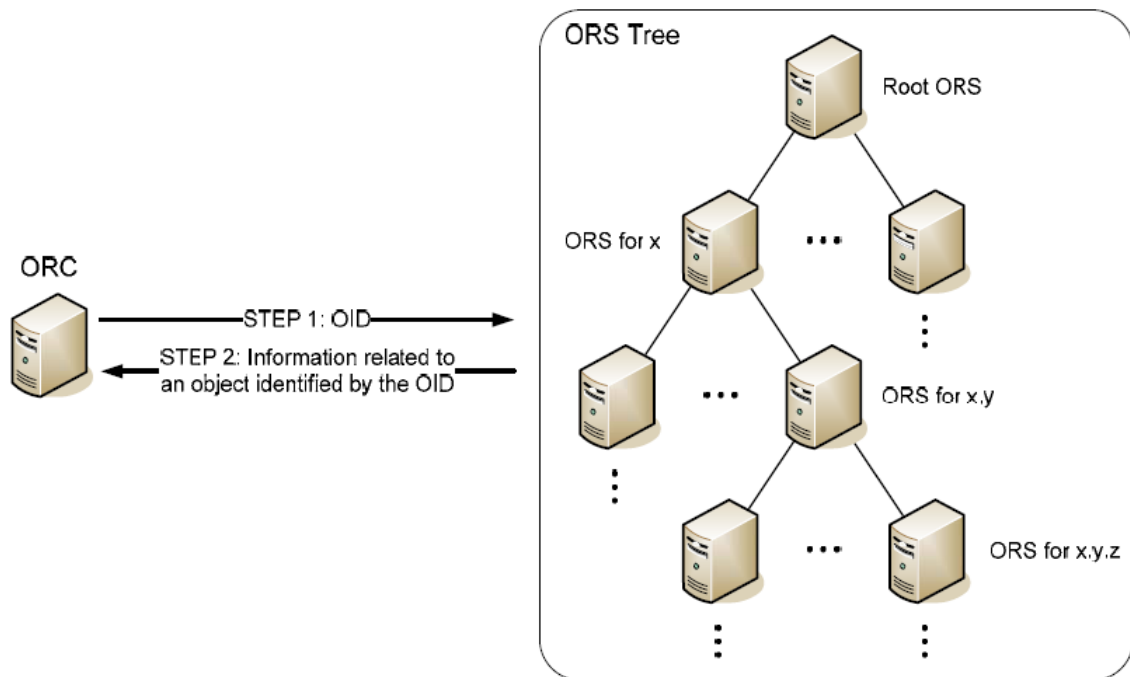 ORS Tree
Root ORS
ORS for x
ORC
STEP 1: OID
STEP 2: Information related to
an object identified by the OID
ORS for x.y
ORS for x.y.z